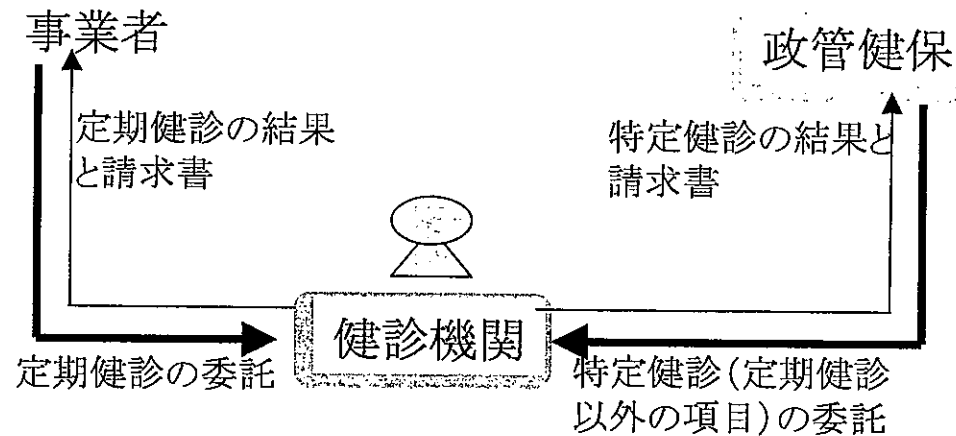 事業者
政管健保
定期健診の結果
と請求書
特定健診の結果と
請求書
健診機関
定期健診の委託
特定健診(定期健診
以外の項目)の委託